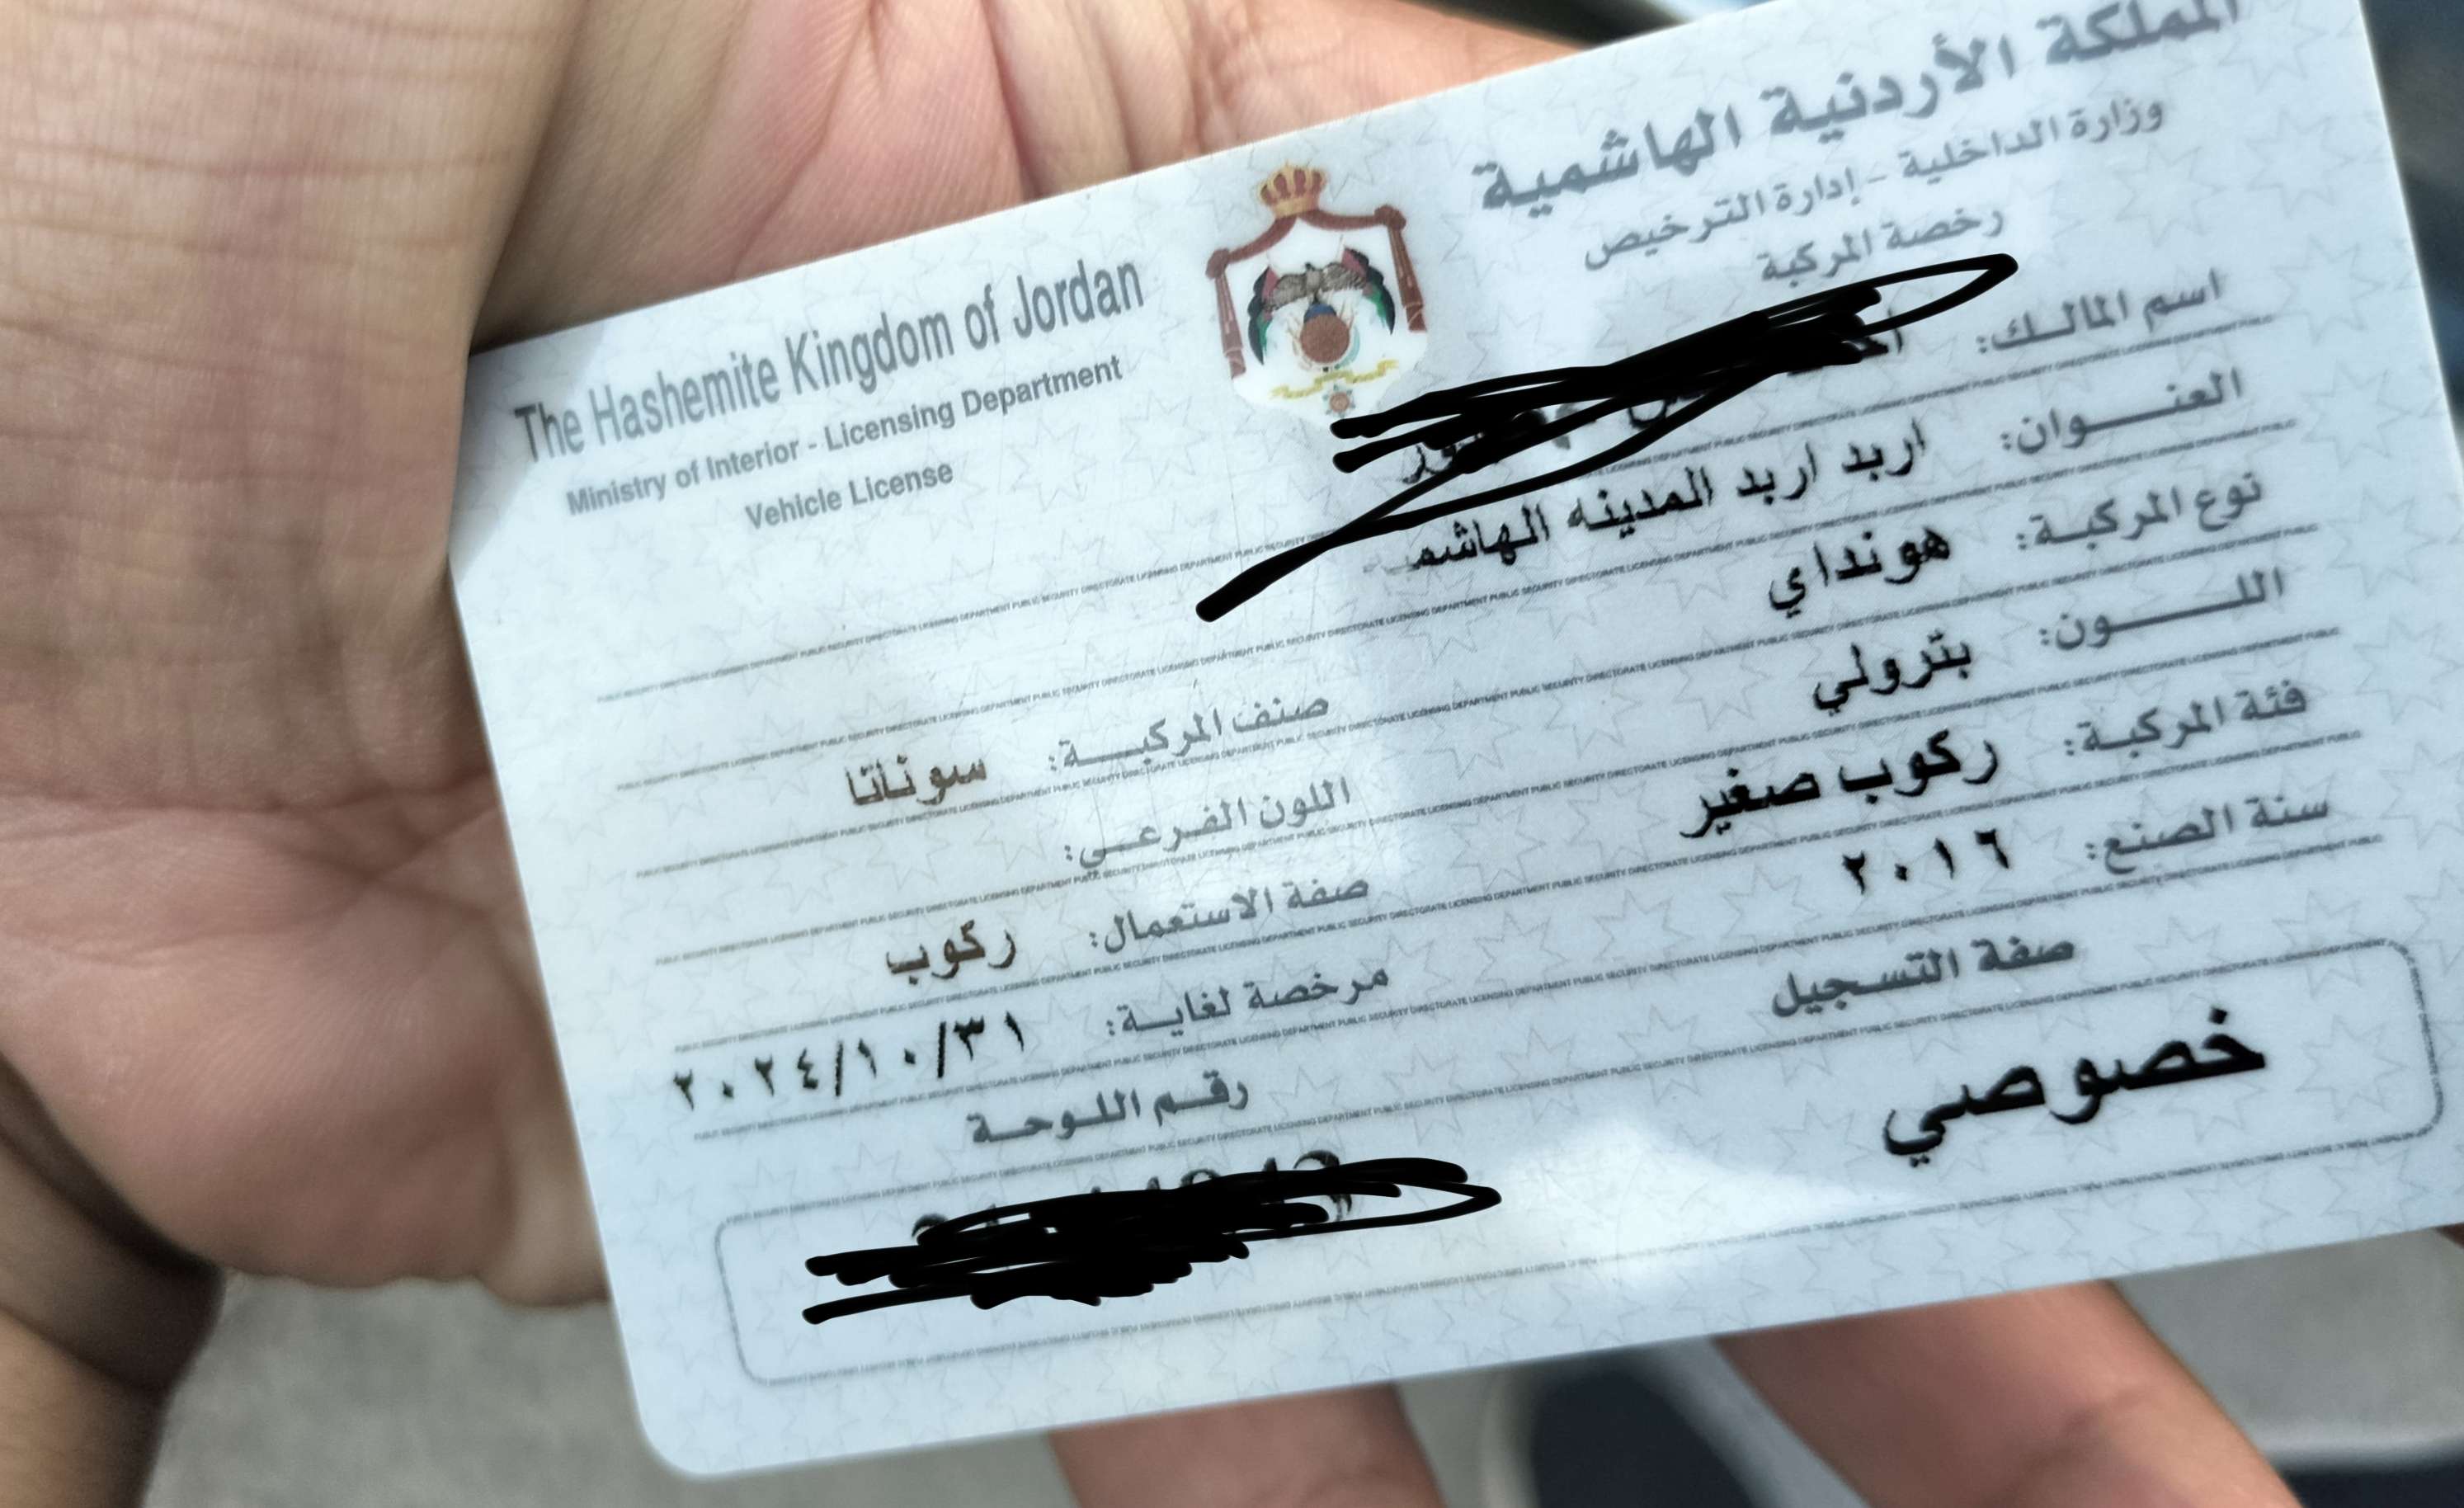 المملكة الأردنية الهاشمية
وزارة الداخلية - إدارة الترخيص
رخصة المركبة
The Hashemite Kingdom of Jordan
Ministry of Interior - Licensing Department
Vehicle License
اسم المالك:
العنوان: اربد اربد المدينه الهاشم
نوع المركبة: هونداي
صنف المركبة: سوناتا
اللون: بترولي
اللون الفرعي:
فئة المركبة: ركوب صغير
صفة الاستعمال: ركوب
سنة الصنع: ٢٠١٦
مرخصة لغاية: ٢٠٢٤/١٠/٣١
صفة التسجيل
رقم اللوحة
خصوصي